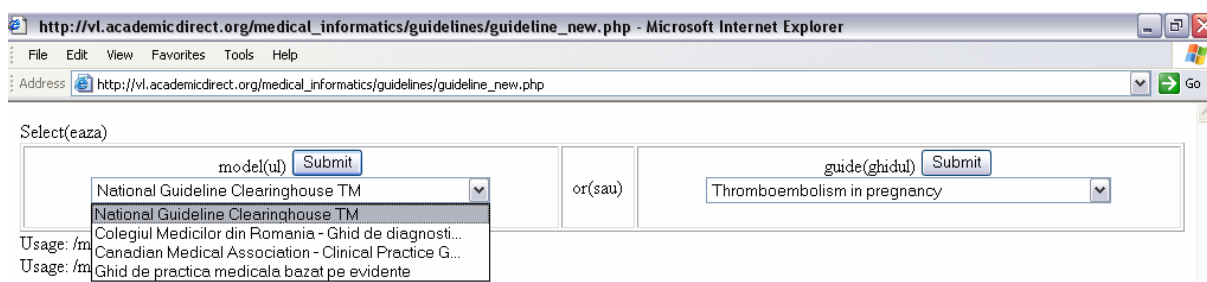 http://vl.academicdirect.org/medical_informatics/guidelines/guideline_new.php - Microsoft Internet Explorer
File Edit View Favorites Tools Help
Address http://vl.academicdirect.org/medical_informatics/guidelines/guideline_new.php Go
Select(eaza)
model(ul) Submit
National Guideline Clearinghouse TM
National Guideline Clearinghouse TM
Colegiul Medicilor din Romania - Ghid de diagnosti...
Canadian Medical Association - Clinical Practice G...
Ghid de practica medicala bazat pe evidente
or(sau)
guide(ghidul) Submit
Thromboembolism in pregnancy
Usage: /m
Usage: /m